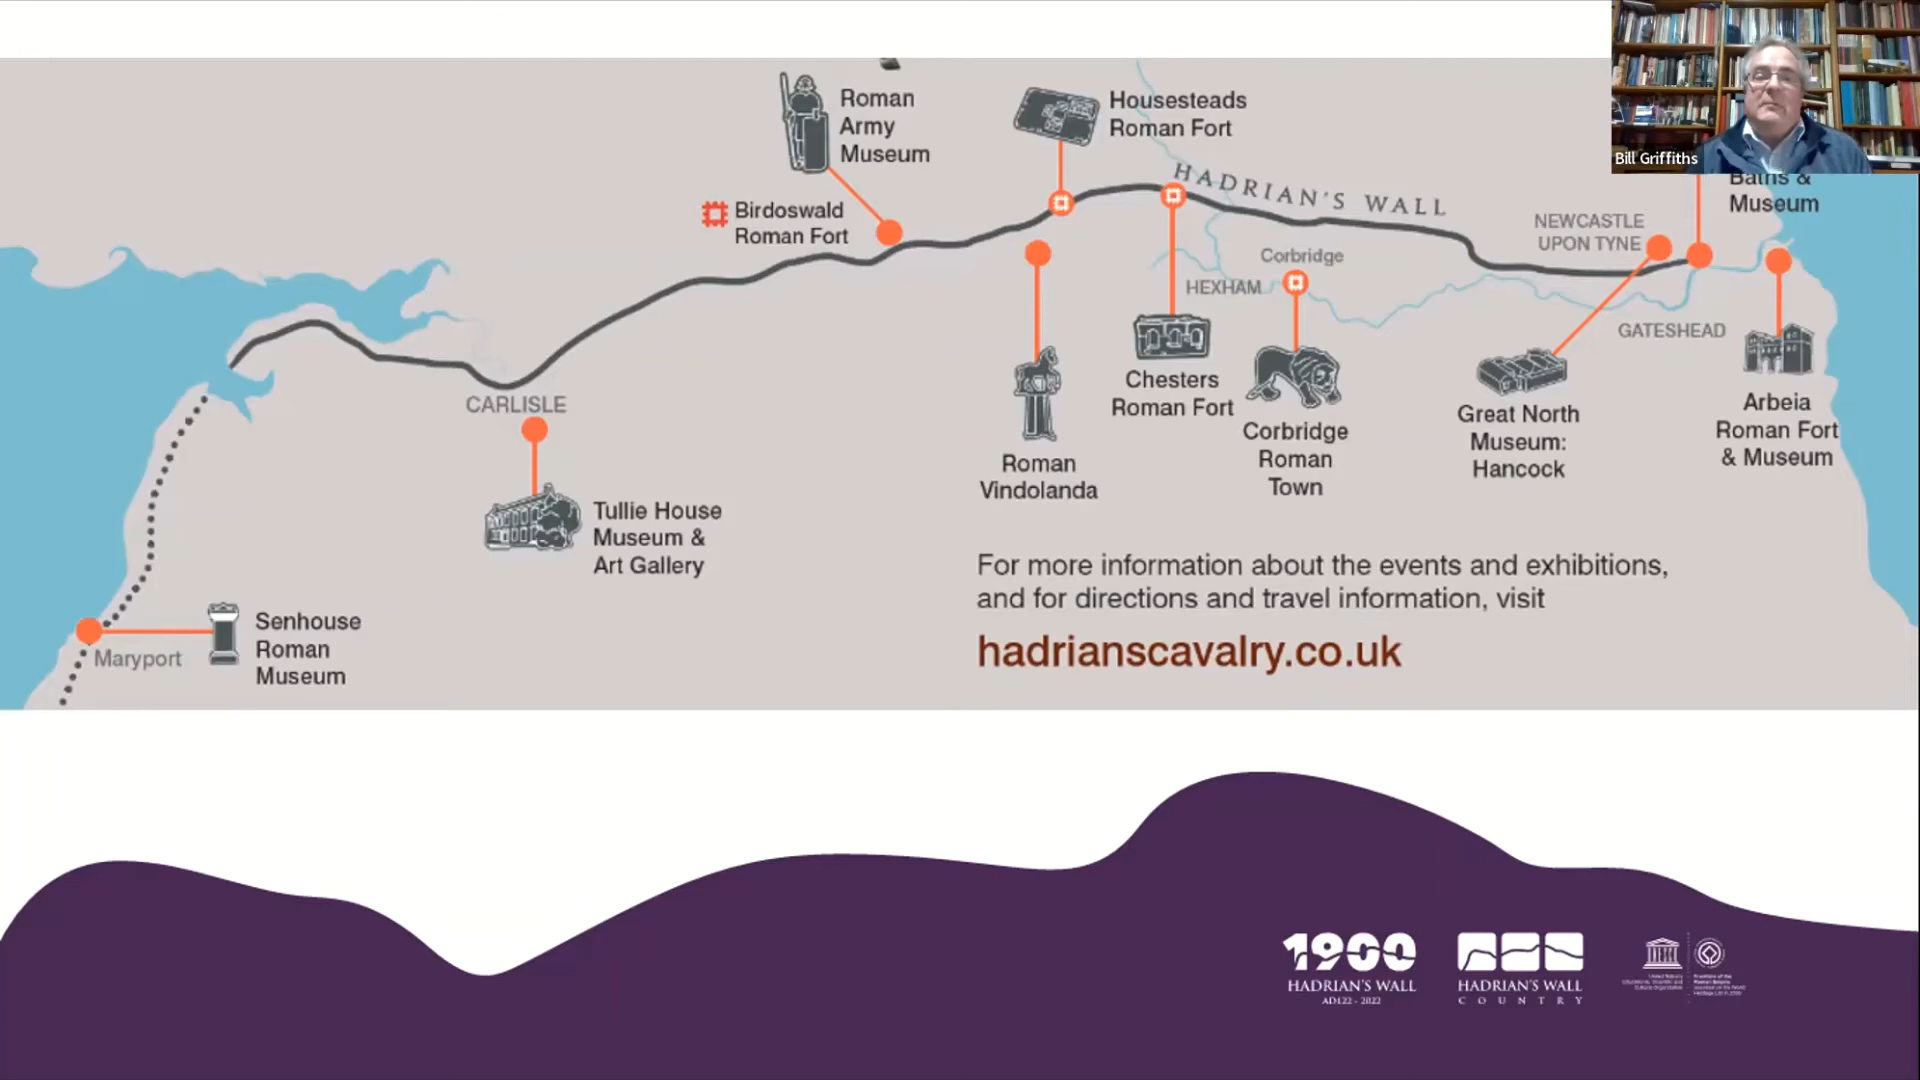 Roman
Army
Museum
Housesteads
Roman Fort
Bill Griffiths
Baths &
Museum
HADRIAN'S WALL
Birdoswald
Roman Fort
NEWCASTLE
UPON TYNE
Corbridge
HEXHAM
GATESHEAD
Chesters
Roman Fort
CARLISLE
Great North
Museum:
Hancock
Arbeia
Roman Fort
& Museum
Corbridge
Roman
Town
Roman
Vindolanda
Tullie House
Museum &
Art Gallery
For more information about the events and exhibitions,
and for directions and travel information, visit
hadrianscavalry.co.uk
Senhouse
Roman
Museum
Maryport
1900
HADRIAN'S WALL
AD122 - 2022
HADRIAN'S WALL
COUNTRY